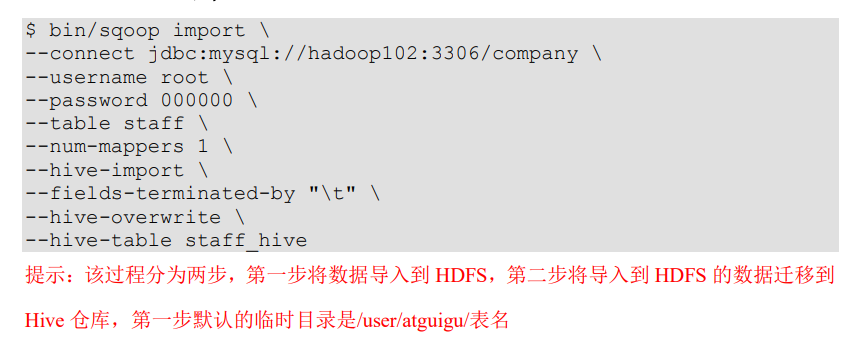 $ bin/sqoop import \
--connect jdbc:mysql://hadoop102:3306/company \
--username root \
--password 000000 \
--table staff \
--num-mappers 1 \
--hive-import \
--fields-terminated-by "\t" \
--hive-overwrite \
--hive-table staff_hive
提示：该过程分为两步，第一步将数据导入到 HDFS，第二步将导入到 HDFS 的数据迁移到
Hive 仓库，第一步默认的临时目录是/user/atguigu/表名